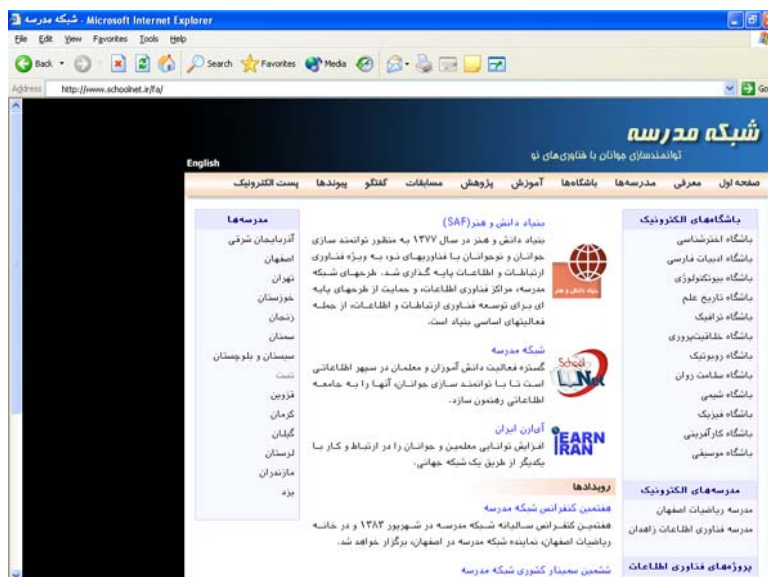 شبکه مدرسه - Microsoft Internet Explorer
File Edit View Favorites Tools Help
Back Search Favorites Media
Address http://www.schoolnet.ir/fa/ Go
شبکه مدرسه
توانمندسازی جوانان با فناوری‌های نو
English
صفحه اول معرفی مدرسه‌ها باشگاه‌ها آموزش پژوهش مسابقات گفتگو پیوندها پست الکترونیک
باشگاه‌های الکترونیک
باشگاه اخترشناسی
باشگاه ادبیات فارسی
باشگاه بیوتکنولوژی
باشگاه تاریخ علم
باشگاه ترافیک
باشگاه خلاقیت‌پروری
باشگاه روبوتیک
باشگاه سلامت روان
باشگاه شیمی
باشگاه فیزیک
باشگاه کارآفرینی
باشگاه موسیقی
مدرسه‌های الکترونیک
مدرسه ریاضیات اصفهان
مدرسه فناوری اطلاعات زاهدان
پروژه‌های فناوری اطلاعات
بنیاد دانش و هنر(SAF)
بنیاد دانش و هنر در سال ۱۳۷۷ به منظور توانمند سازی
جوانان و نوجوانان با فناوریهای نو، به ویژه فناوری
ارتباطات و اطلاعات پایه گذاری شد. طرحهای شبکه
مدرسه، مراکز فناوری اطلاعات، و حمایت از طرحهای پایه
ای برای توسعه فناوری ارتباطات و اطلاعات، از جمله
فعالیتهای اساسی بنیاد است.
بنیاد دانش و هنر
شبکه مدرسه
گستره فعالیت دانش آموزان و معلمان در سپهر اطلاعاتی
است تا با توانمند سازی جوانان، آنها را به جامعه
اطلاعاتی رهنمون سازد.
School Net
آی‌ارن ایران
افزایش توانایی معلمین و جوانان را در ارتباط و کار با
یکدیگر از طریق یک شبکه جهانی.
iEARN
IRAN
رویدادها
هفتمین کنفرانس شبکه مدرسه
هفتمین کنفرانس سالیانه شبکه مدرسه در شهریور ۱۳۸۳ و در خانه
ریاضیات اصفهان، نماینده شبکه مدرسه در اصفهان، برگزار خواهد شد.
ششمین سمینار کشوری شبکه مدرسه
مدرسه‌ها
آذربایجان شرقی
اصفهان
تهران
خوزستان
زنجان
سمنان
سیستان و بلوچستان
تست
قزوین
کرمان
گیلان
لرستان
مازندران
یزد